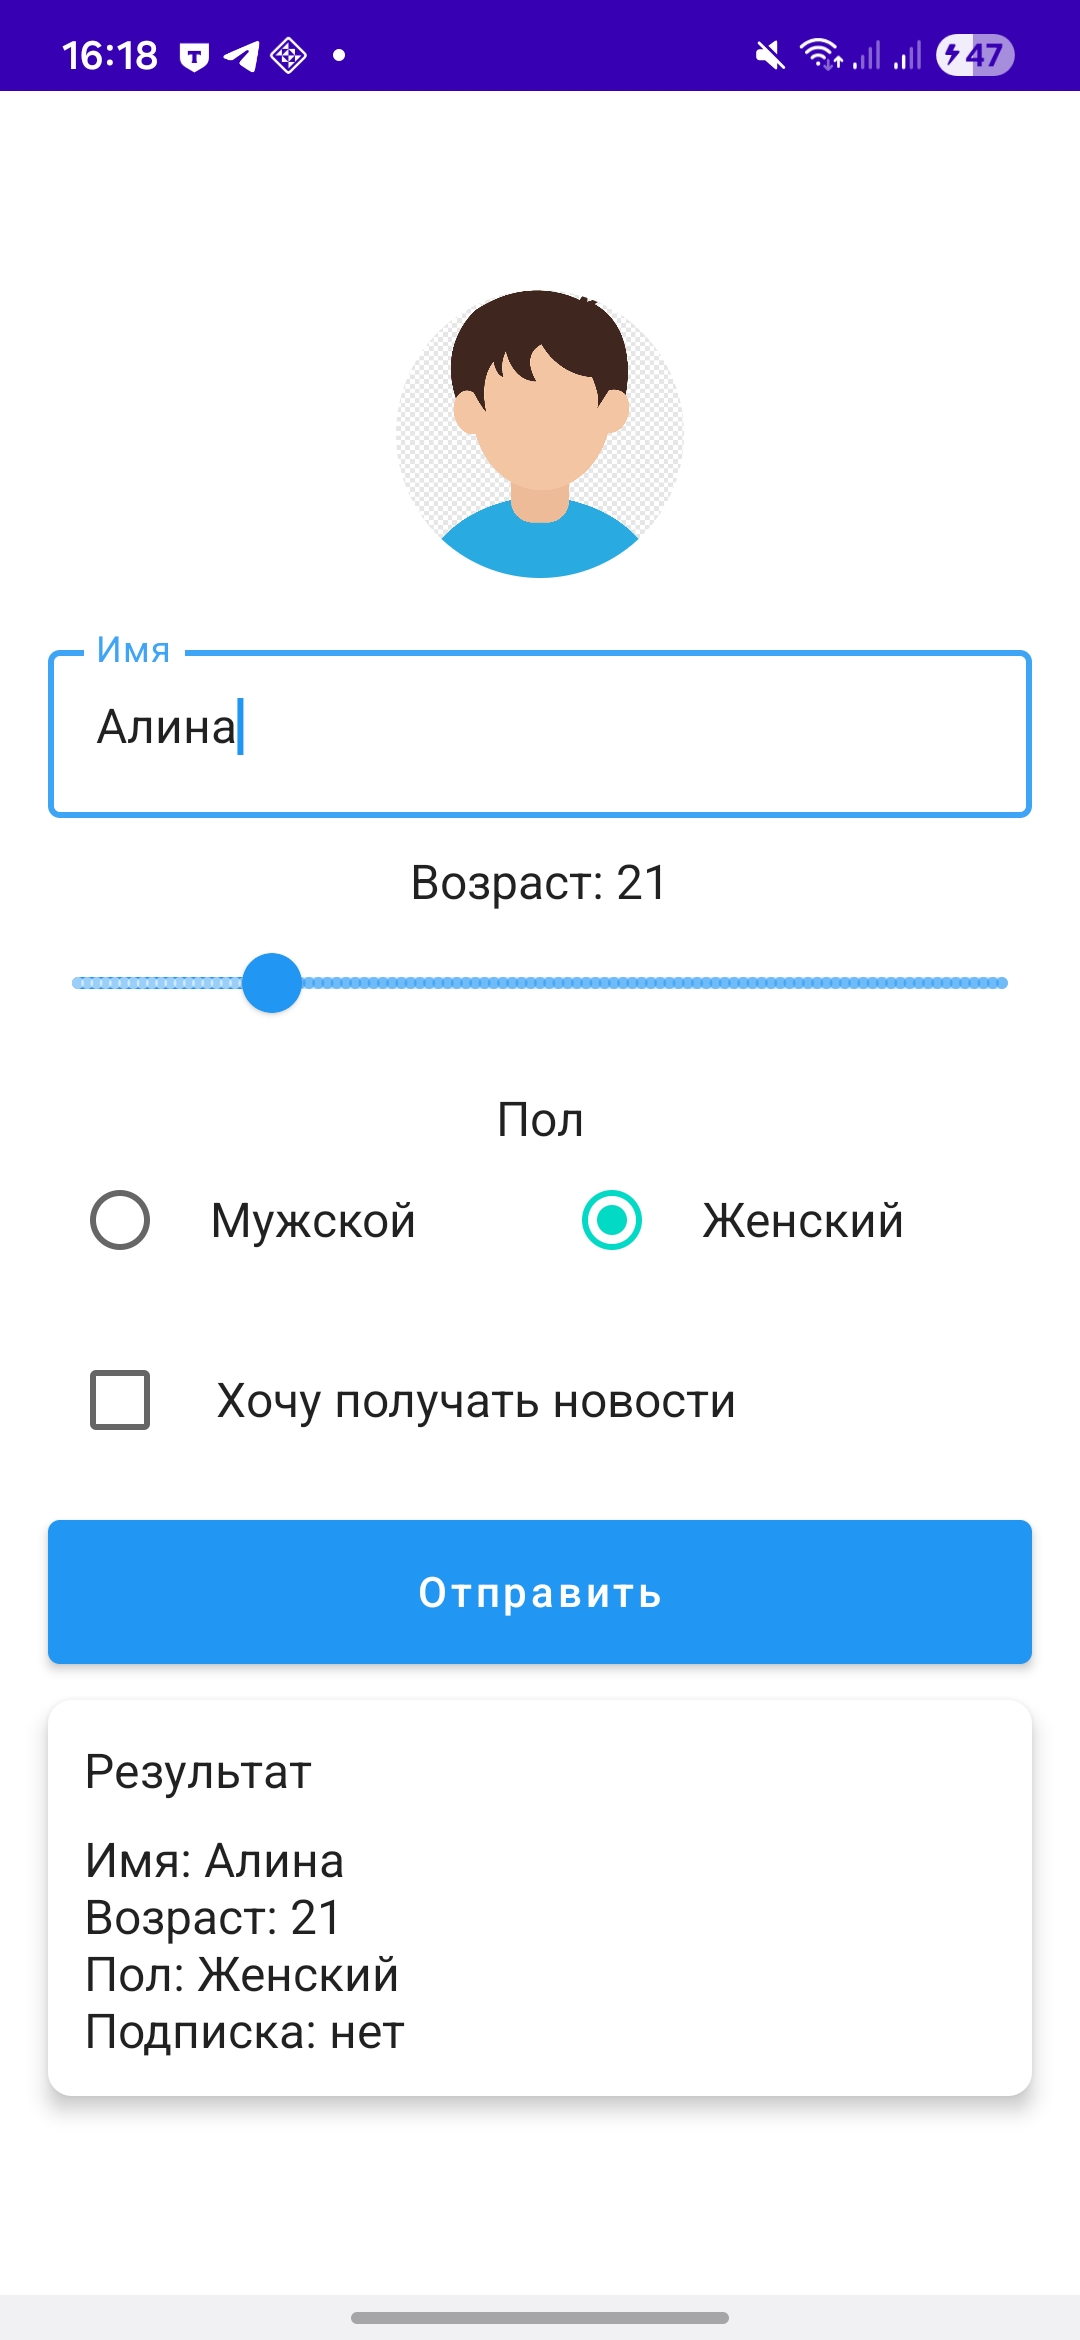 16:18
47
Имя
Алина
Возраст: 21
Пол
Мужской Женский
Хочу получать новости
Отправить
Результат
Имя: Алина
Возраст: 21
Пол: Женский
Подписка: нет